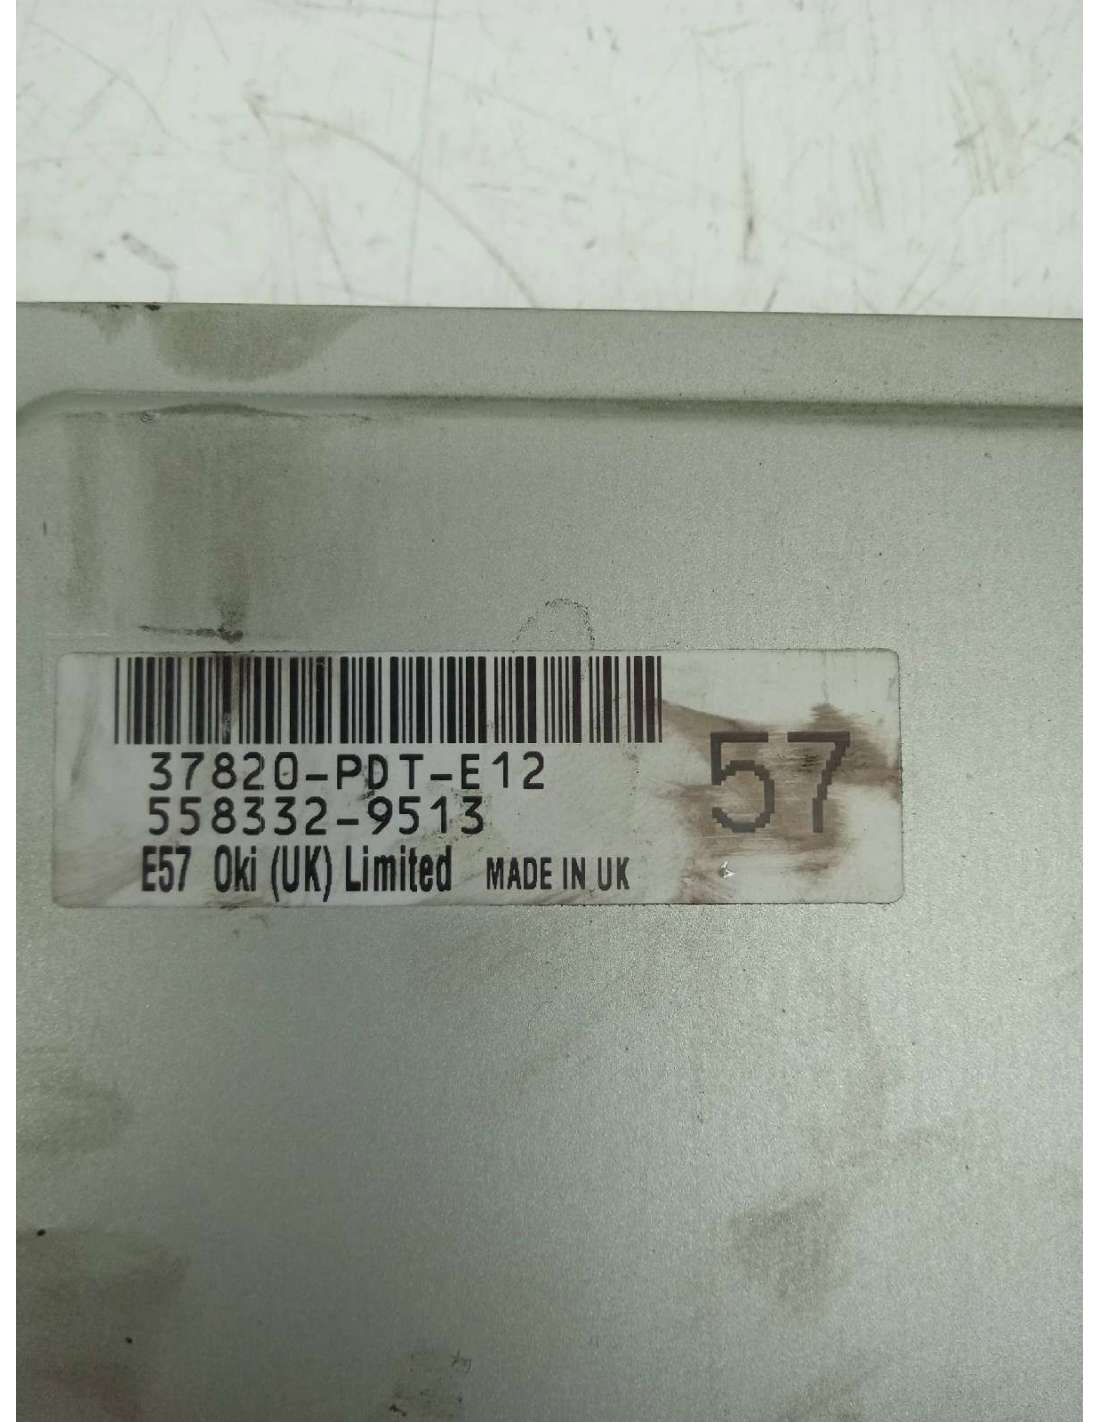 37820-PDT-E12
558332-9513
57
E57 Oki (UK) Limited MADE IN UK